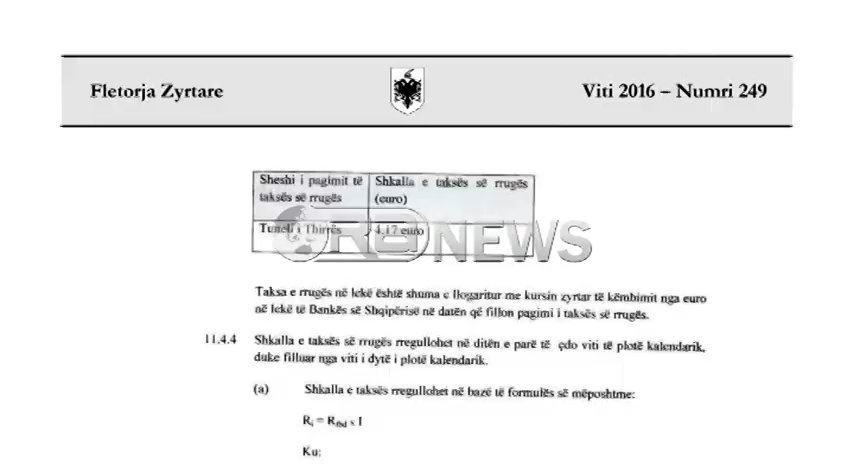 Fletorja Zyrtare
Viti 2016 – Numri 249
Sheshi i pagimit të taksës së rrugës
Shkalla e taksës së rrugës (euro)
Tuneli i Thirrës
4.17 euro
ORA NEWS
Taksa e rrugës në lekë është shuma e llogaritur me kursin zyrtar të këmbimit nga euro
në lekë të Bankës së Shqipërisë në datën që fillon pagimi i taksës së rrugës.
11.4.4 Shkalla e taksës së rrugës rregullohet në ditën e parë të çdo viti të plotë kalendarik,
duke filluar nga viti i dytë i plotë kalendarik.
(a) Shkalla e taksës rregullohet në bazë të formulës së mëposhtme:
Ku: